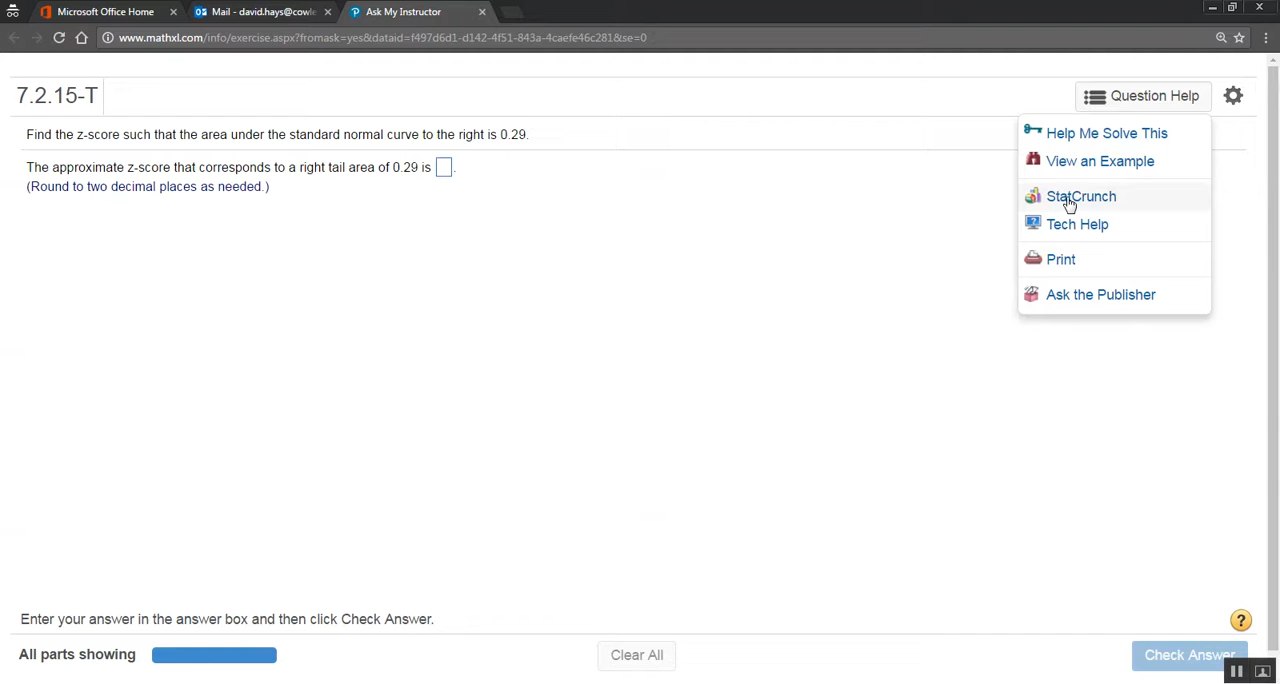 Microsoft Office Home
Mail - david.hays@cowle
Ask My Instructor
www.mathxl.com/info/exercise.aspx?fromask=yes&dataid=f497d6d1-d142-4f51-843a-4caefe46c281&se=0
7.2.15-T
Question Help
Find the z-score such that the area under the standard normal curve to the right is 0.29.
The approximate z-score that corresponds to a right tail area of 0.29 is .
(Round to two decimal places as needed.)
Help Me Solve This
View an Example
StatCrunch
Tech Help
Print
Ask the Publisher
Enter your answer in the answer box and then click Check Answer.
?
All parts showing
Clear All
Check Answer